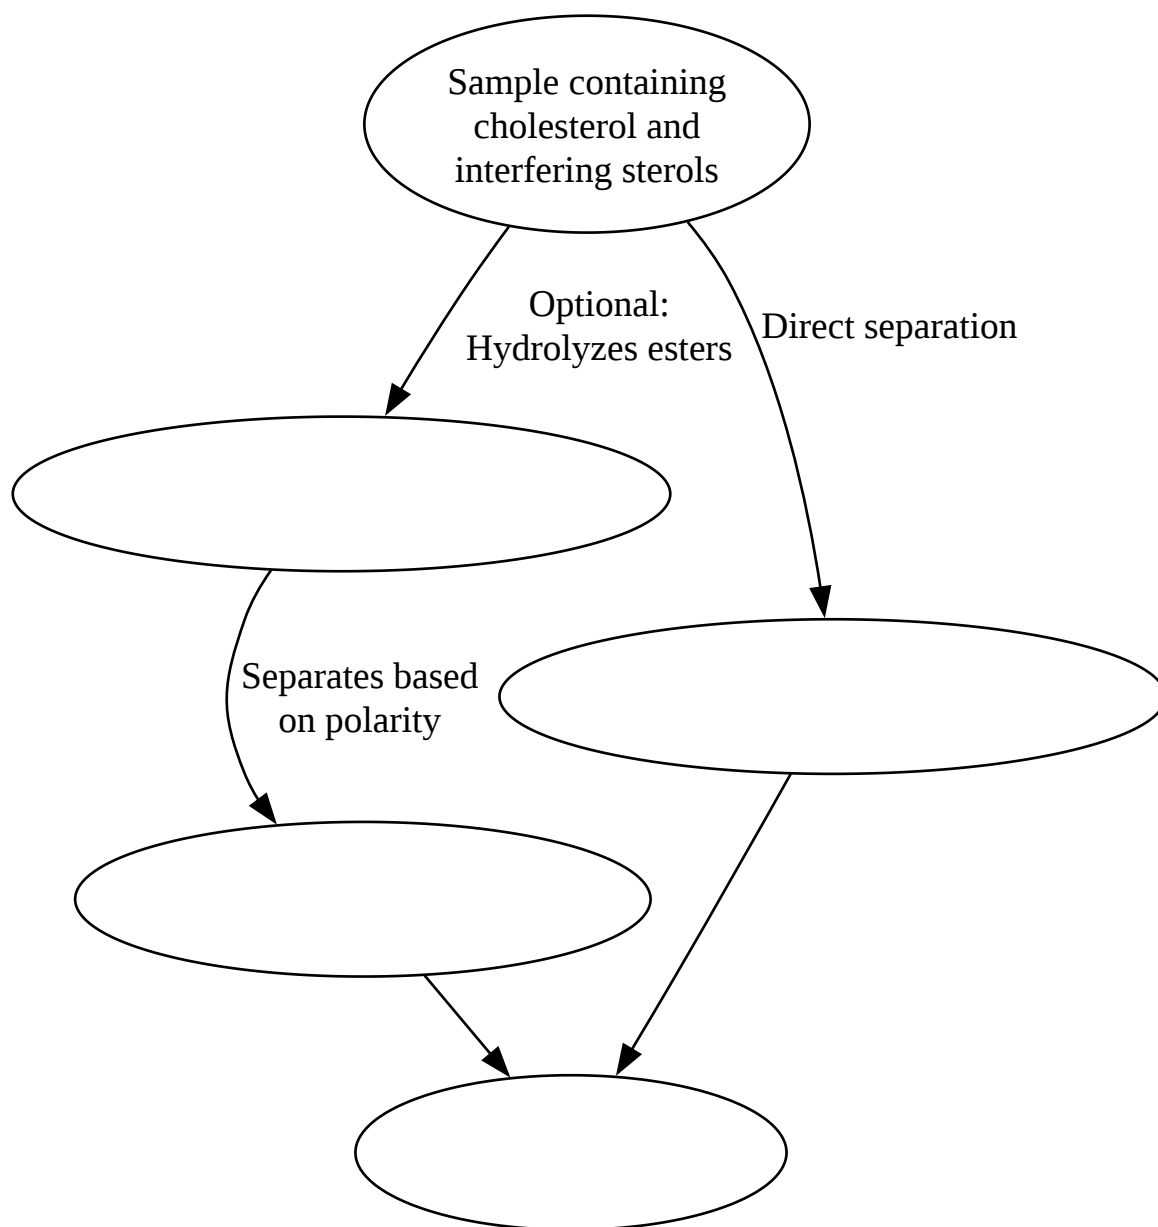 Sample containing
cholesterol and
interfering sterols
Optional:
Hydrolyzes esters
Direct separation
Separates based
on polarity